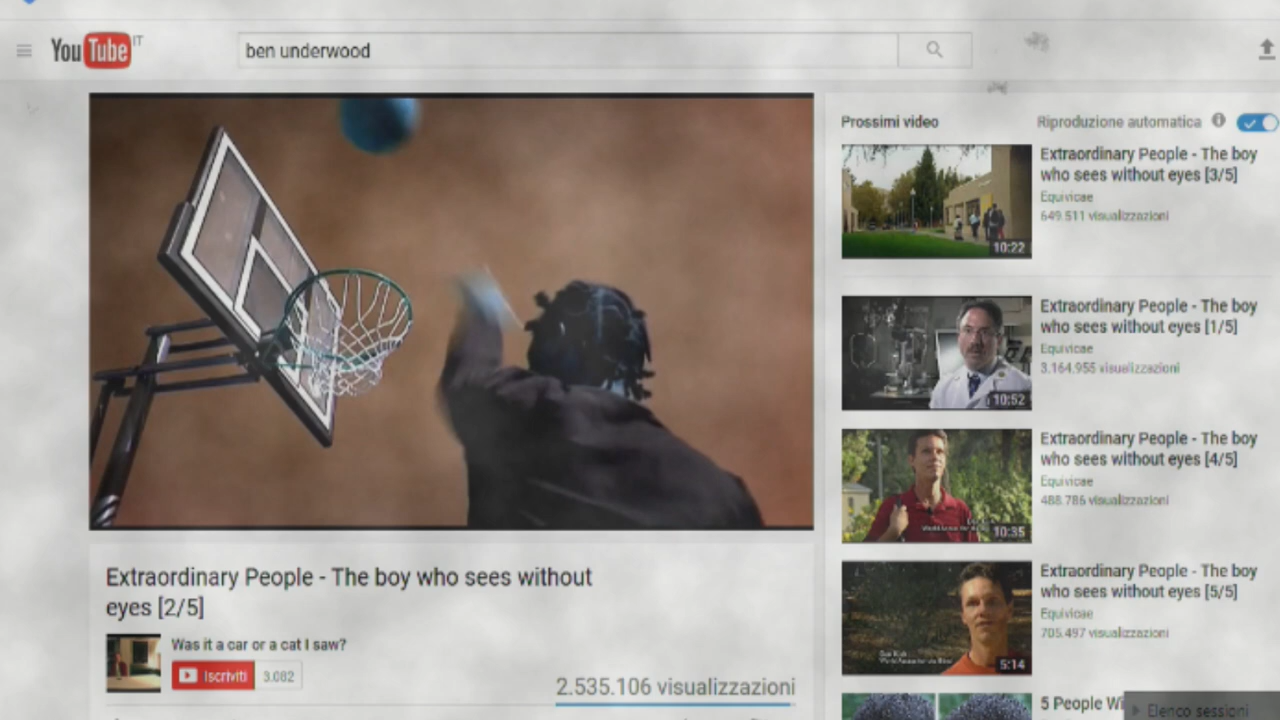 YouTube IT
ben underwood
Extraordinary People - The boy who sees without
eyes [2/5]
Was it a car or a cat I saw?
Iscriviti 3.082
2.535.106 visualizzazioni
Prossimi video
Riproduzione automatica
Extraordinary People - The boy
who sees without eyes [3/5]
Equivicae
649.511 visualizzazioni
10:22
Extraordinary People - The boy
who sees without eyes [1/5]
Equivicae
3.164.955 visualizzazioni
10:52
Extraordinary People - The boy
who sees without eyes [4/5]
Equivicae
488.786 visualizzazioni
10:35
Extraordinary People - The boy
who sees without eyes [5/5]
Equivicae
705.497 visualizzazioni
5:14
5 People Wi
Elenco sessioni